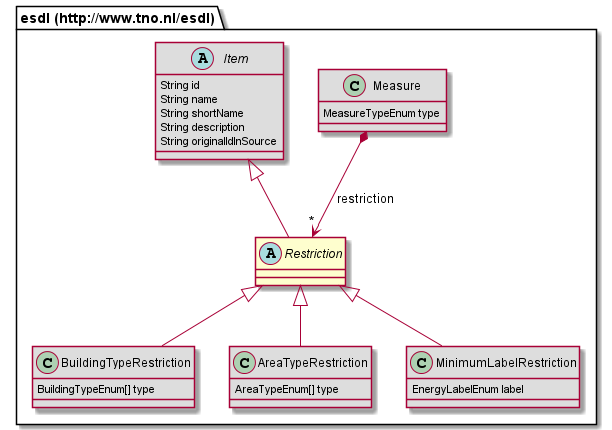 esdl (http://www.tno.nl/esdl)
A Item
String id
String name
String shortName
String description
String originalIdInSource
C Measure
MeasureTypeEnum type
restriction
*
A Restriction
C BuildingTypeRestriction
BuildingTypeEnum[] type
C AreaTypeRestriction
AreaTypeEnum[] type
C MinimumLabelRestriction
EnergyLabelEnum label